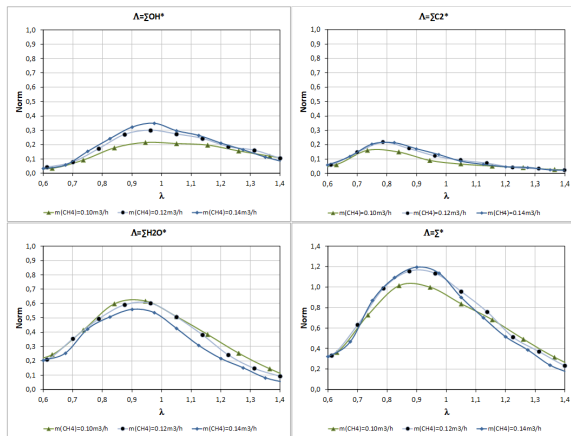 Λ=∑OH*
1,0
0,9
0,8
0,7
0,6
0,5
0,4
0,3
0,2
0,1
0,0
Norm
0,6 0,7 0,8 0,9 1 1,1 1,2 1,3 1,4
λ
m(CH4)=0.10m3/h m(CH4)=0.12m3/h m(CH4)=0.14m3/h
Λ=∑C2*
1,0
0,9
0,8
0,7
0,6
0,5
0,4
0,3
0,2
0,1
0,0
Norm
0,6 0,7 0,8 0,9 1 1,1 1,2 1,3 1,4
λ
m(CH4)=0.10m3/h m(CH4)=0.12m3/h m(CH4)=0.14m3/h
Λ=∑H2O*
1,0
0,9
0,8
0,7
0,6
0,5
0,4
0,3
0,2
0,1
0,0
Norm
0,6 0,7 0,8 0,9 1 1,1 1,2 1,3 1,4
λ
m(CH4)=0.10m3/h m(CH4)=0.12m3/h m(CH4)=0.14m3/h
Λ=∑*
1,4
1,2
1,0
0,8
0,6
0,4
0,2
0,0
Norm
0,6 0,7 0,8 0,9 1 1,1 1,2 1,3 1,4
λ
m(CH4)=0.10m3/h m(CH4)=0.12m3/h m(CH4)=0.14m3/h